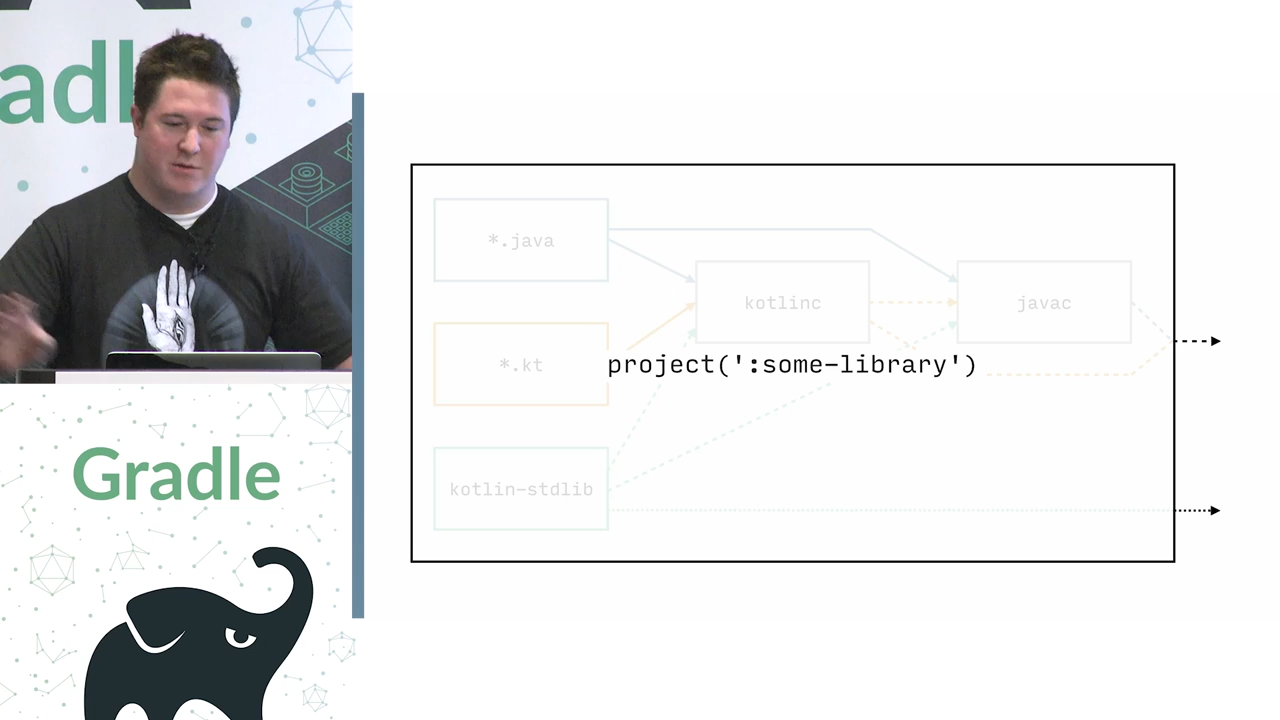 adl
Gradle
*.java
kotlinc
javac
*.kt
project(':some-library')
kotlin-stdlib